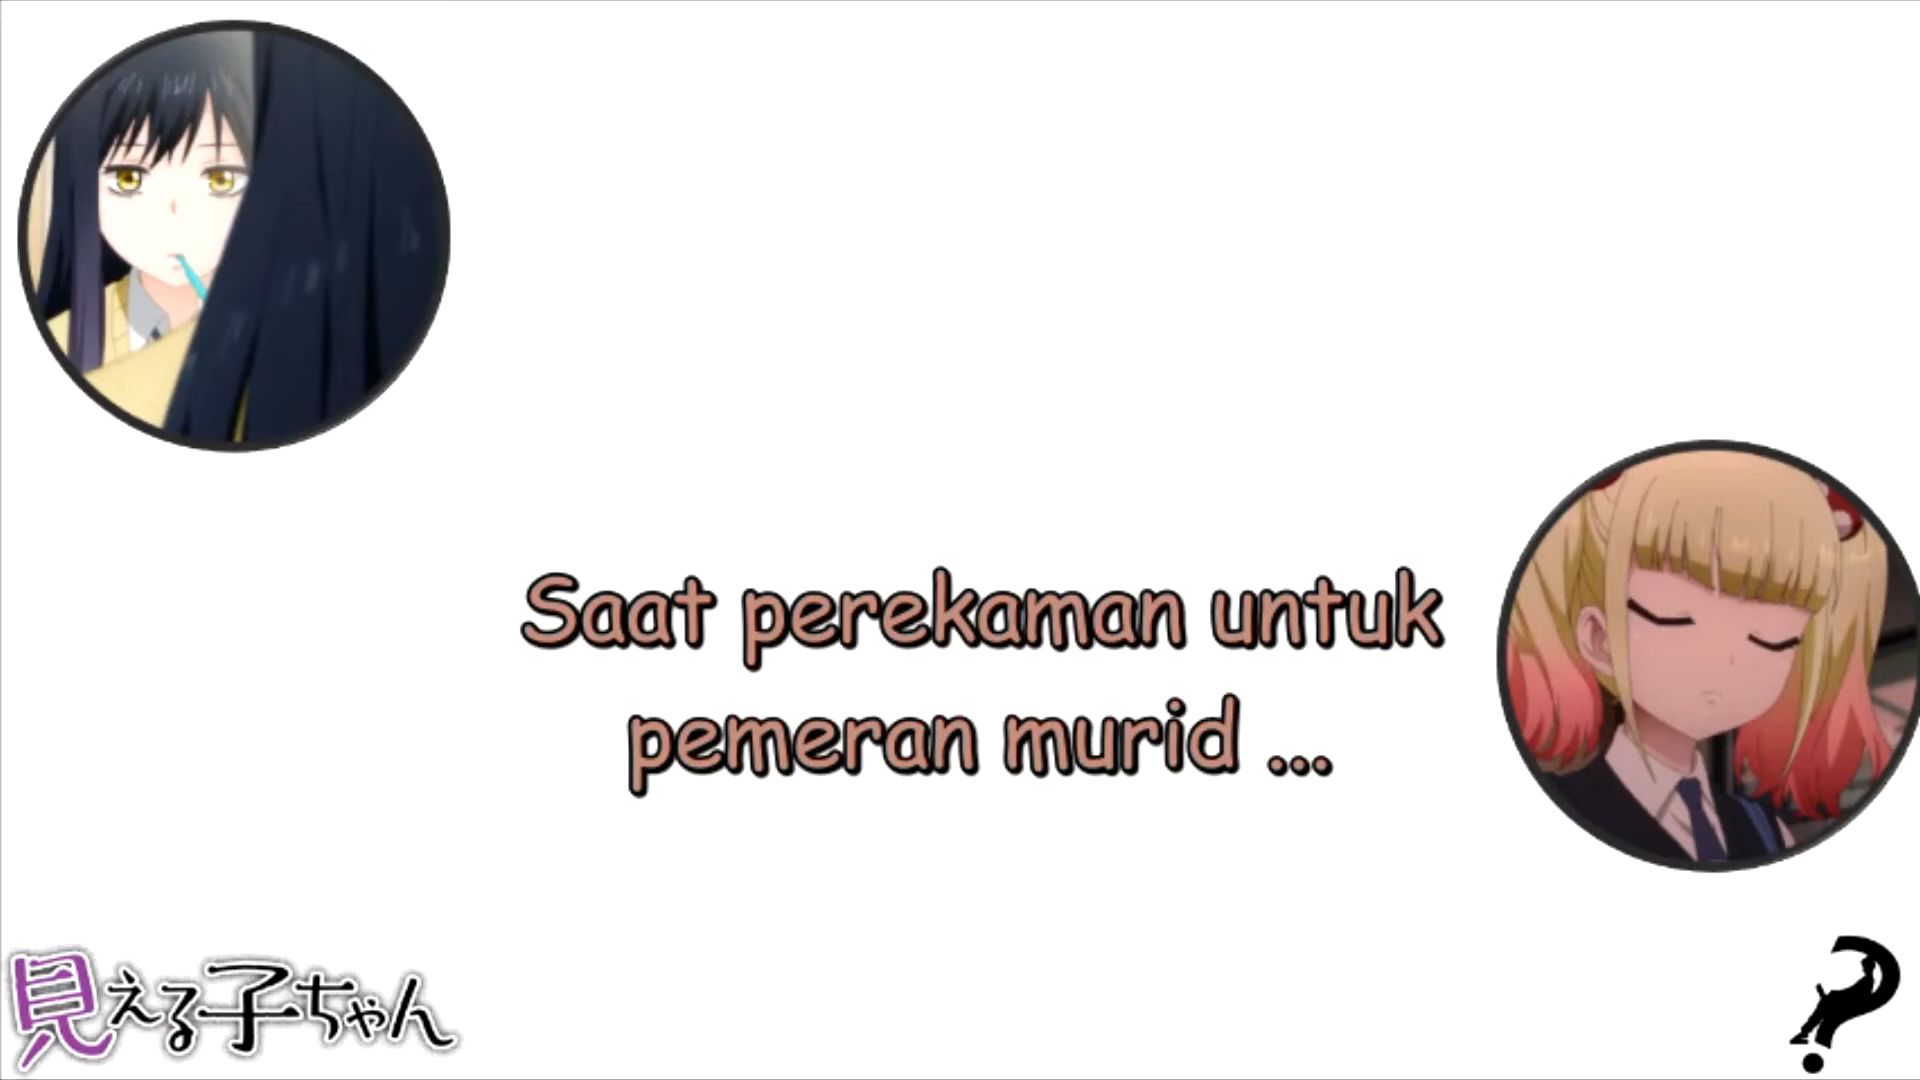 Saat perekaman untuk
pemeran murid ...
見える子ちゃん
?